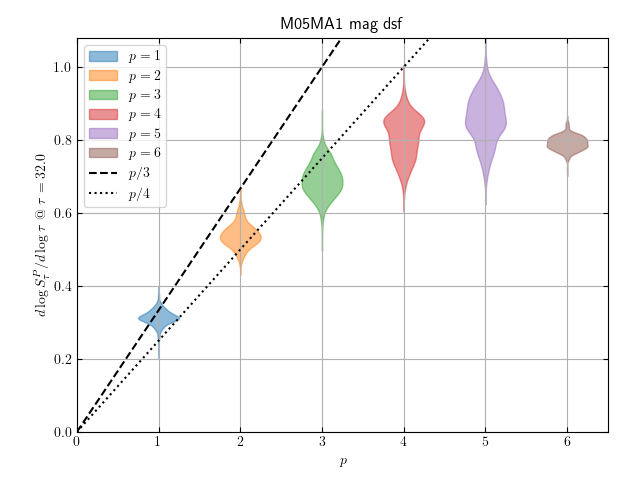 M05MA1 mag dsf
d log S_τ^P / d log τ @ τ = 32.0
1.0
0.8
0.6
0.4
0.2
0.0
p = 1
p = 2
p = 3
p = 4
p = 5
p = 6
p/3
p/4
0 1 2 3 4 5 6
p